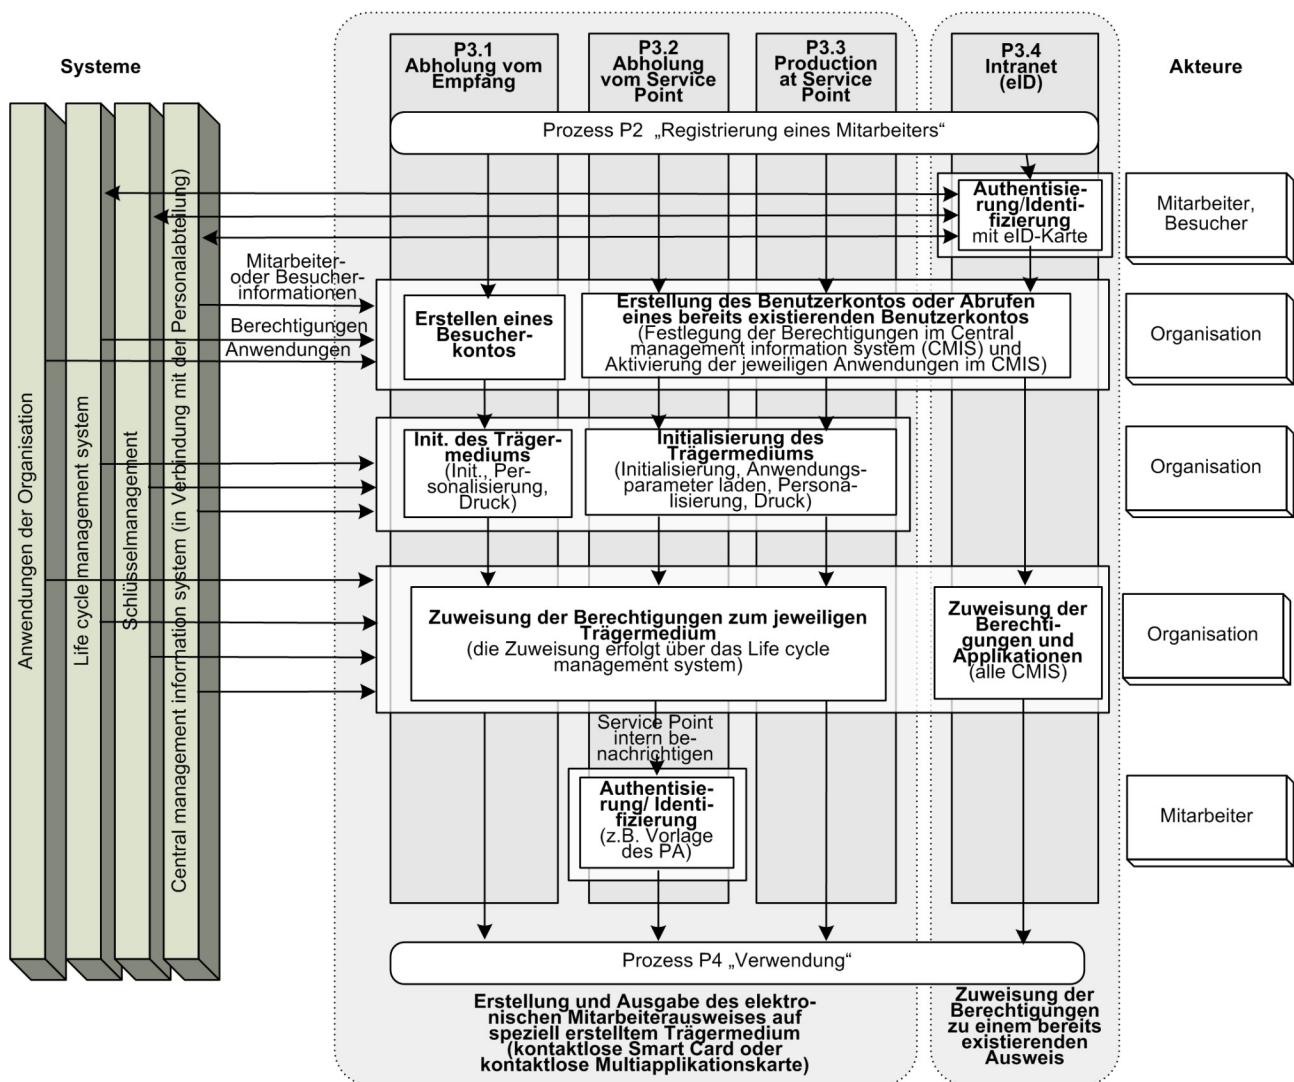 Systeme
P3.1
Abholung vom
Empfang
P3.2
Abholung
vom Service
Point
P3.3
Production
at Service
Point
P3.4
Intranet
(eID)
Akteure
Prozess P2 „Registrierung eines Mitarbeiters“
Anwendungen der Organisation
Life cycle management system
Schlüsselmanagement
Central management information system (in Verbindung mit der Personalabteilung)
Authentisie-
rung/Identi-
fizierung
mit eID-Karte
Mitarbeiter,
Besucher
Mitarbeiter-
oder Besucher-
informationen
Berechtigungen
Anwendungen
Erstellen eines
Besucher-
kontos
Erstellung des Benutzerkontos oder Abrufen
eines bereits existierenden Benutzerkontos
(Festlegung der Berechtigungen im Central
management information system (CMIS) und
Aktivierung der jeweiligen Anwendungen im CMIS)
Organisation
Init. des Träger-
mediums
(Init., Per-
sonalisierung,
Druck)
Initialisierung des
Trägermediums
(Initialisierung, Anwendungs-
parameter laden, Persona-
lisierung, Druck)
Organisation
Zuweisung der Berechtigungen zum jeweiligen
Trägermedium
(die Zuweisung erfolgt über das Life cycle
management system)
Zuweisung der
Berechti-
gungen und
Applikationen
(alle CMIS)
Organisation
Service Point
intern be-
nachrichtigen
Authentisie-
rung/ Identi-
fizierung
(z.B. Vorlage
des PA)
Mitarbeiter
Prozess P4 „Verwendung“
Erstellung und Ausgabe des elektro-
nischen Mitarbeiterausweises auf
speziell erstelltem Trägermedium
(kontaktlose Smart Card oder
kontaktlose Multiapplikationskarte)
Zuweisung der
Berechtigungen
zu einem bereits
existierenden
Ausweis